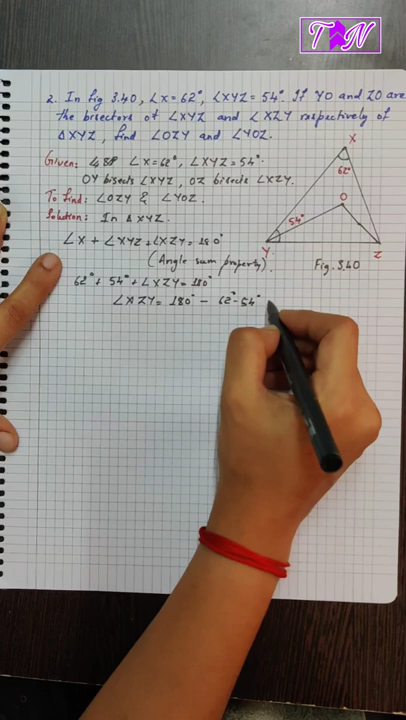 T N
2. In fig 3.40, ∠X = 62°, ∠XYZ = 54°. If YO and ZO are
the bisectors of ∠XYZ and ∠XZY respectively of
ΔXYZ, find ∠OZY and ∠YOZ.
Given: ∠X = 62°, ∠XYZ = 54°.
OY bisects ∠XYZ, OZ bisects ∠XZY.
To find: ∠OZY & ∠YOZ.
Solution: In Δ XYZ.
∠X + ∠XYZ + ∠XZY = 180°
(Angle sum property).
62° + 54° + ∠XZY = 180°
∠XZY = 180° - 62° - 54°
X
62°
O
54°
Y
Z
Fig. 3.40